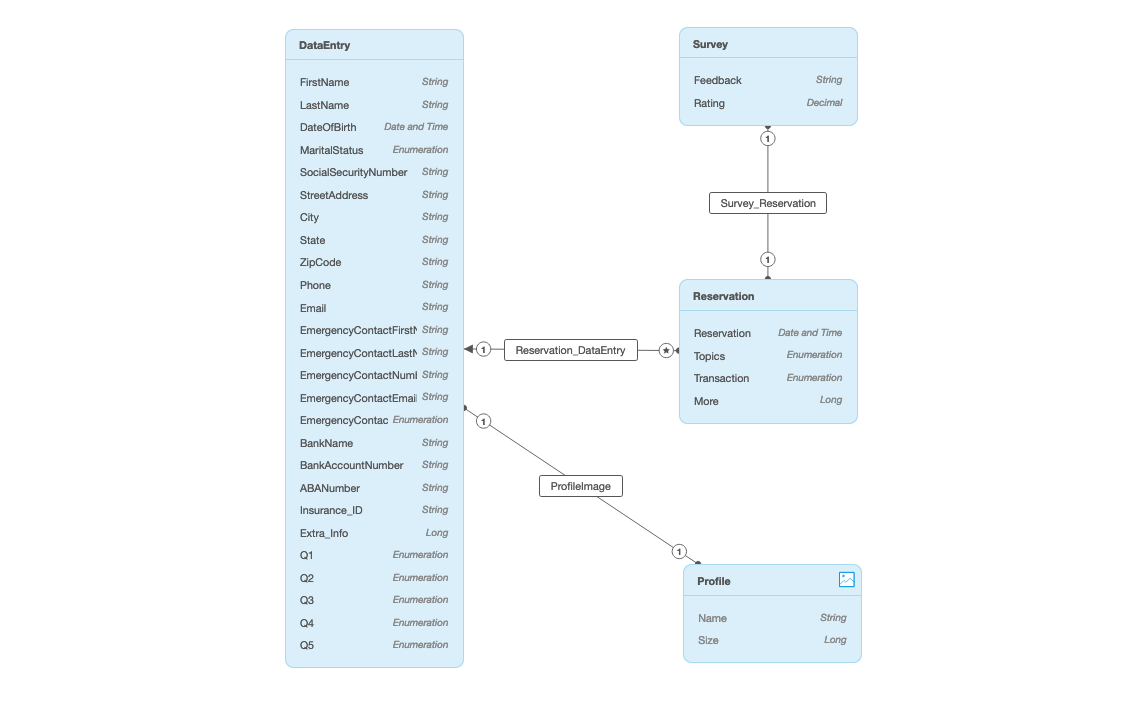 DataEntry
FirstName String
LastName String
DateOfBirth Date and Time
MaritalStatus Enumeration
SocialSecurityNumber String
StreetAddress String
City String
State String
ZipCode String
Phone String
Email String
EmergencyContactFirstN String
EmergencyContactLastN String
EmergencyContactNuml String
EmergencyContactEmail String
EmergencyContac Enumeration
BankName String
BankAccountNumber String
ABANumber String
Insurance_ID String
Extra_Info Long
Q1 Enumeration
Q2 Enumeration
Q3 Enumeration
Q4 Enumeration
Q5 Enumeration
Survey
Feedback String
Rating Decimal
1
Survey_Reservation
1
Reservation
Reservation Date and Time
Topics Enumeration
Transaction Enumeration
More Long
1 Reservation_DataEntry
1
ProfileImage
1
Profile
Name String
Size Long